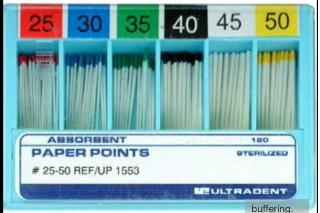 25 30 35 40 45 50
ABSORBENT 120
PAPER POINTS STERILIZED
# 25-50 REF/UP 1553
ULTRADENT
buffering.